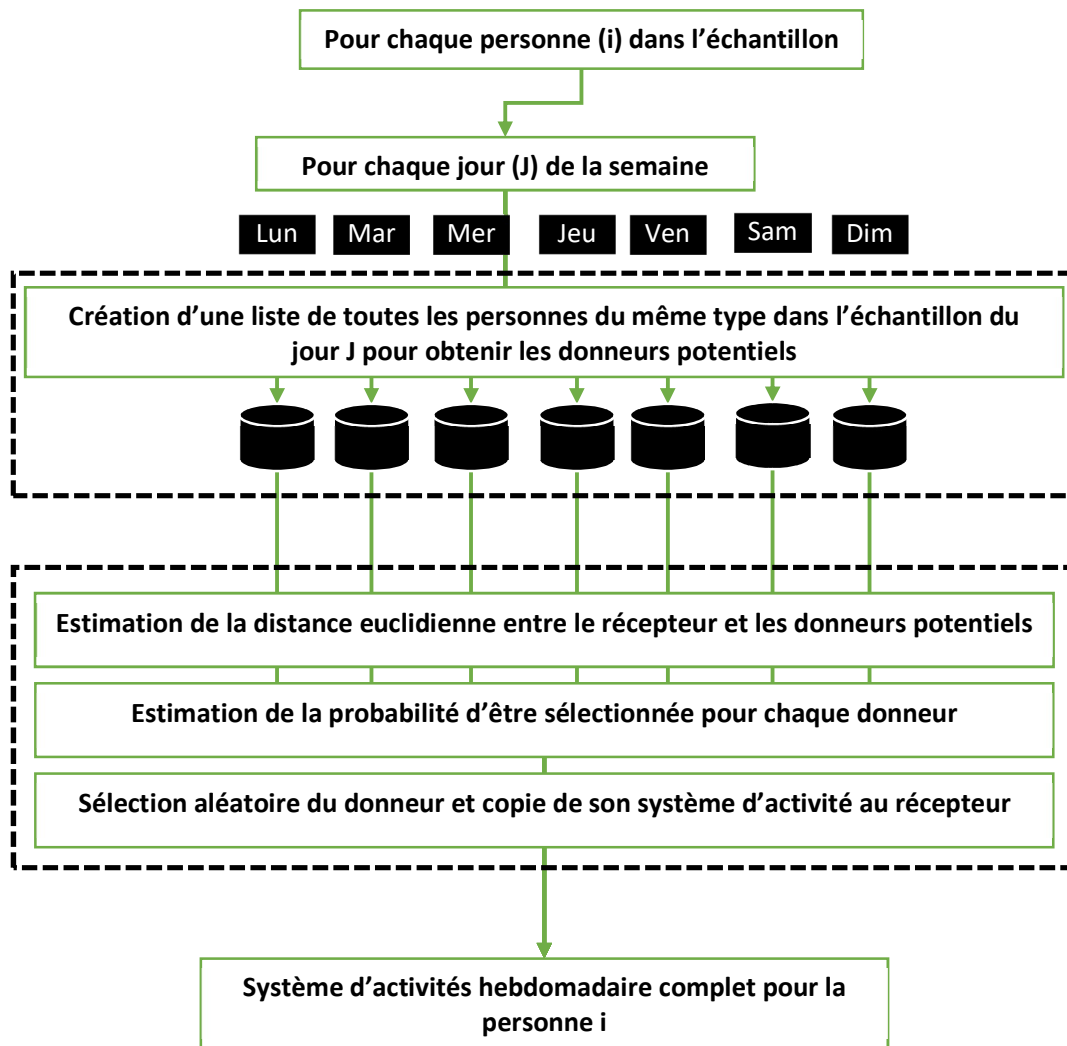 Pour chaque personne (i) dans l’échantillon
Pour chaque jour (J) de la semaine
Lun Mar Mer Jeu Ven Sam Dim
Création d’une liste de toutes les personnes du même type dans l’échantillon du
jour J pour obtenir les donneurs potentiels
Estimation de la distance euclidienne entre le récepteur et les donneurs potentiels
Estimation de la probabilité d’être sélectionnée pour chaque donneur
Sélection aléatoire du donneur et copie de son système d’activité au récepteur
Système d’activités hebdomadaire complet pour la
personne i